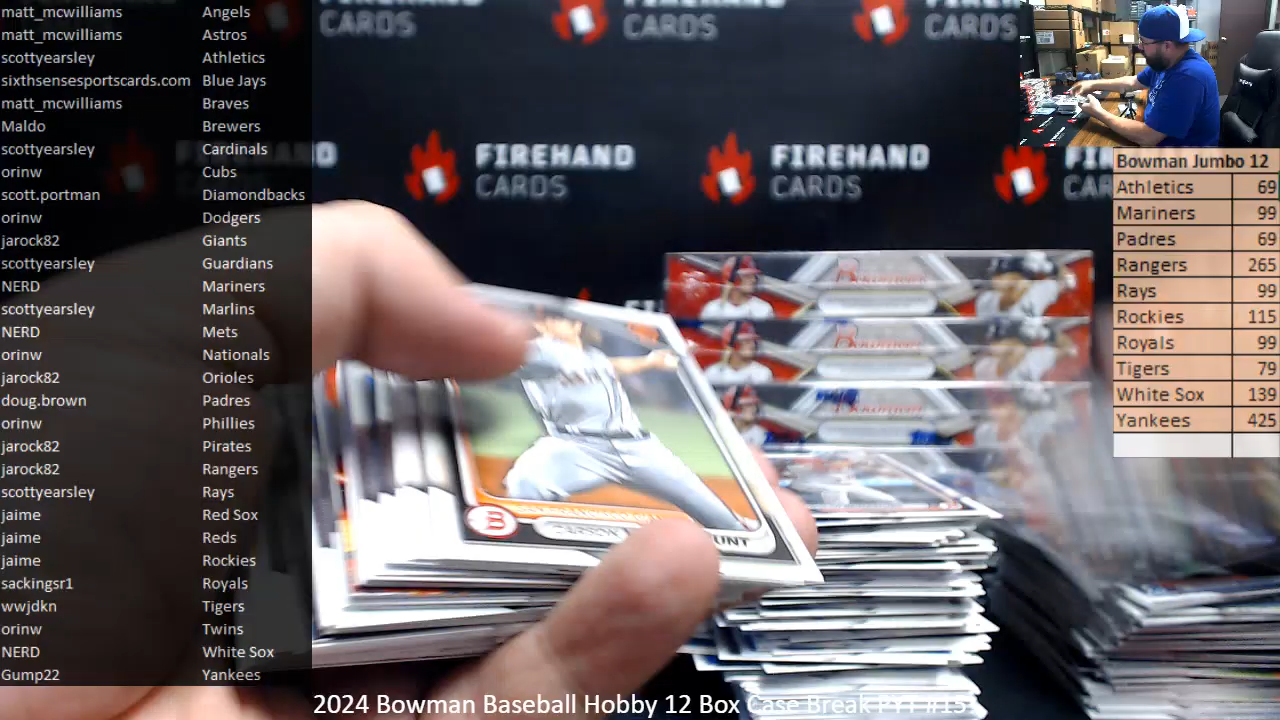 matt_mcwilliams Angels
matt_mcwilliams Astros
scottyearsley Athletics
sixthsensesportscards.com Blue Jays
matt_mcwilliams Braves
Maldo Brewers
scottyearsley Cardinals
orinw Cubs
scott.portman Diamondbacks
orinw Dodgers
jarock82 Giants
scottyearsley Guardians
NERD Mariners
scottyearsley Marlins
NERD Mets
orinw Nationals
jarock82 Orioles
doug.brown Padres
orinw Phillies
jarock82 Pirates
jarock82 Rangers
scottyearsley Rays
jaime Red Sox
jaime Reds
jaime Rockies
sackingsr1 Royals
wwjdkn Tigers
orinw Twins
NERD White Sox
Gump22 Yankees
CARDS
CARDS
CARDS
FIREHAND
CARDS
FIREHAND
CARDS
Bowman Jumbo 12
Athletics 69
Mariners 99
Padres 69
Rangers 265
Rays 99
Rockies 115
Royals 99
Tigers 79
White Sox 139
Yankees 425
B
CARSON
2024 Bowman Baseball Hobby 12 Box Case Break PYT